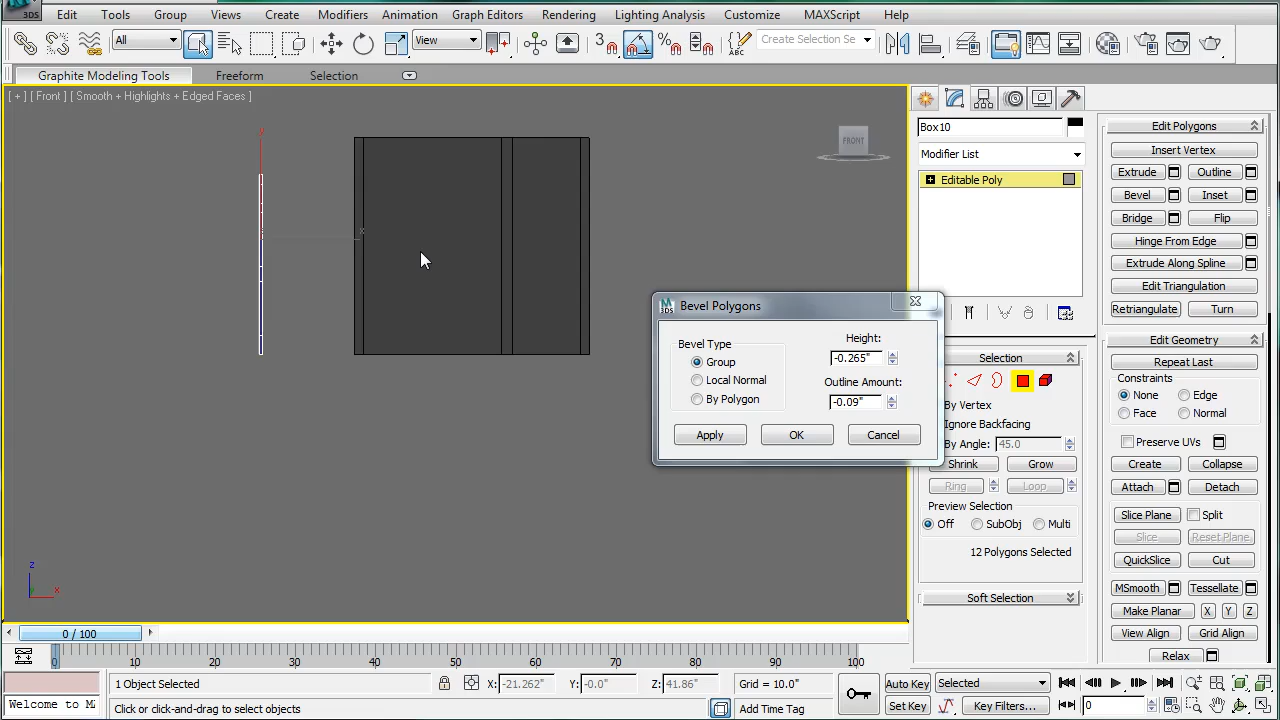 3DS Edit Tools Group Views Create Modifiers Animation Graph Editors Rendering Lighting Analysis Customize MAXScript Help
All View 3 ABC Create Selection Se
Graphite Modeling Tools Freeform Selection
[ + ] [ Front ] [ Smooth + Highlights + Edged Faces ]
FRONT
y
x
z
x
Box10
Modifier List
Editable Poly
Bevel Polygons
Bevel Type
Group
Local Normal
By Polygon
Height:
-0.265"
Outline Amount:
-0.09"
Apply OK Cancel
Selection
By Vertex
Ignore Backfacing
By Angle: 45.0
Shrink Grow
Ring Loop
Preview Selection
Off SubObj Multi
12 Polygons Selected
Soft Selection
Edit Polygons
Insert Vertex
Extrude Outline
Bevel Inset
Bridge Flip
Hinge From Edge
Extrude Along Spline
Edit Triangulation
Retriangulate Turn
Edit Geometry
Repeat Last
Constraints
None Edge
Face Normal
Preserve UVs
Create Collapse
Attach Detach
Slice Plane Split
Slice Reset Plane
QuickSlice Cut
MSmooth Tessellate
Make Planar X Y Z
View Align Grid Align
Relax
0 / 100
0 10 20 30 40 50 60 70 80 90 100
1 Object Selected X: -21.262" Y: -0.0" Z: 41.86" Grid = 10.0" Auto Key Selected
Welcome to M Click or click-and-drag to select objects Add Time Tag Set Key Key Filters... 0